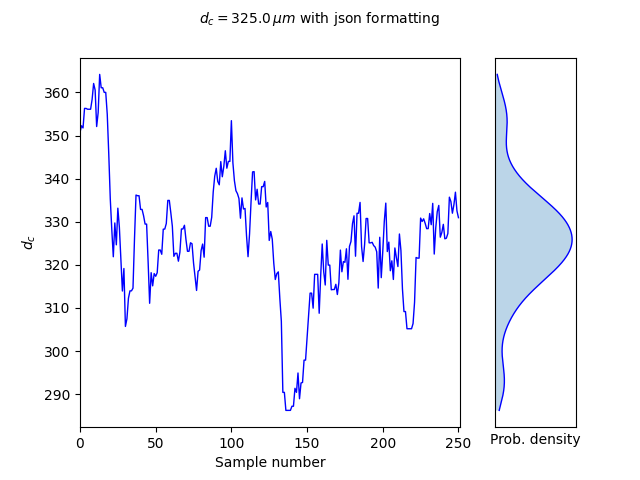 d_c = 325.0 μm with json formatting
360
350
340
330
320
310
300
290
d_c
0 50 100 150 200 250
Sample number
Prob. density